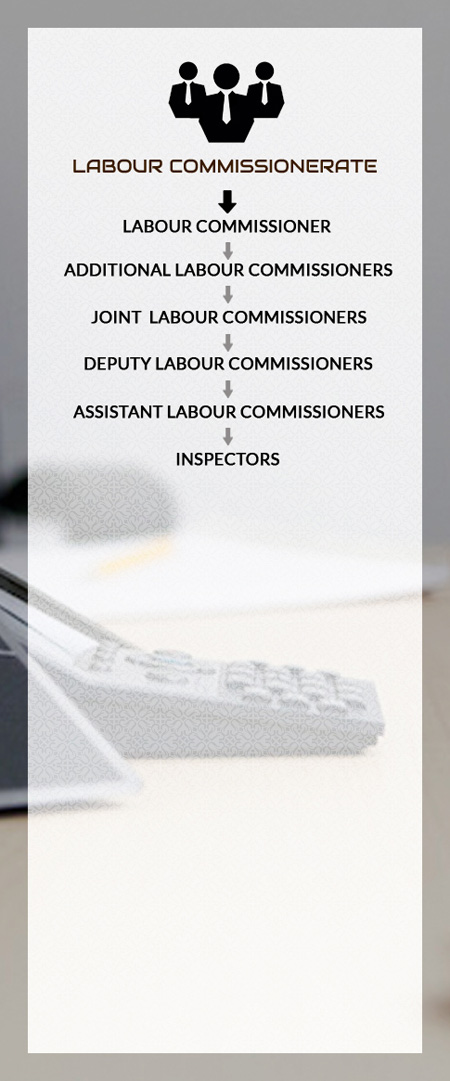 LABOUR COMMISSIONERATE
LABOUR COMMISSIONER
ADDITIONAL LABOUR COMMISSIONERS
JOINT LABOUR COMMISSIONERS
DEPUTY LABOUR COMMISSIONERS
ASSISTANT LABOUR COMMISSIONERS
INSPECTORS